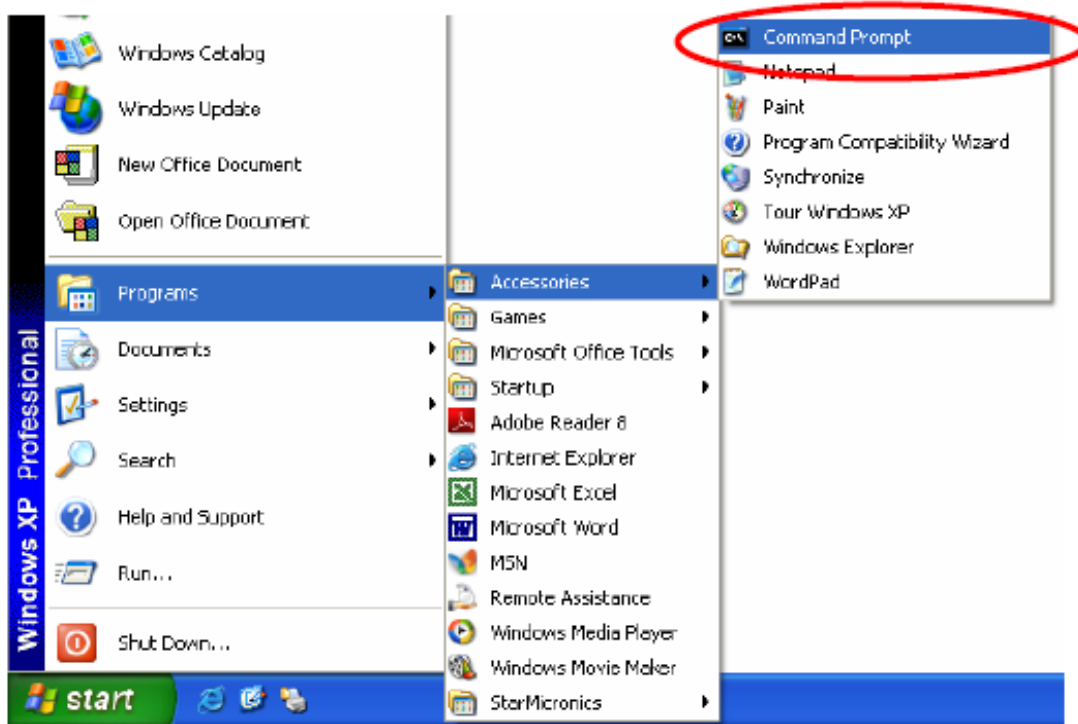 Windows Catalog
Windows Update
New Office Document
Open Office Document
Programs
Documents
Settings
Search
Help and Support
Run...
Shut Down...
Windows XP Professional
start
Accessories
Games
Microsoft Office Tools
Startup
Adobe Reader 8
Internet Explorer
Microsoft Excel
Microsoft Word
MSN
Remote Assistance
Windows Media Player
Windows Movie Maker
StarMicronics
Command Prompt
Notepad
Paint
Program Compatibility Wizard
Synchronize
Tour Windows XP
Windows Explorer
WordPad